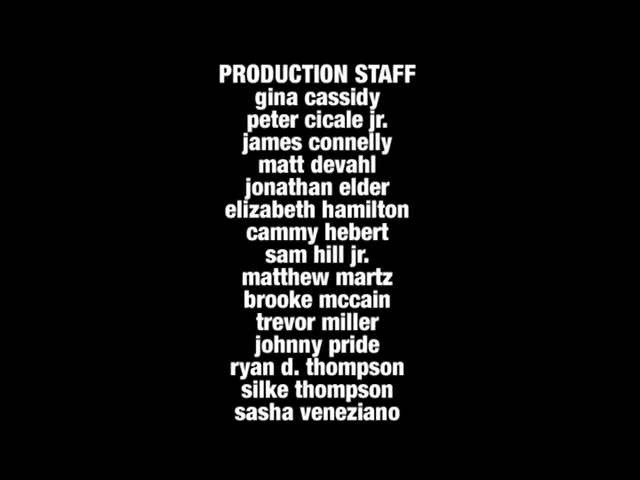 PRODUCTION STAFF
gina cassidy
peter cicale jr.
james connelly
matt devahl
jonathan elder
elizabeth hamilton
cammy hebert
sam hill jr.
matthew martz
brooke mccain
trevor miller
johnny pride
ryan d. thompson
silke thompson
sasha veneziano